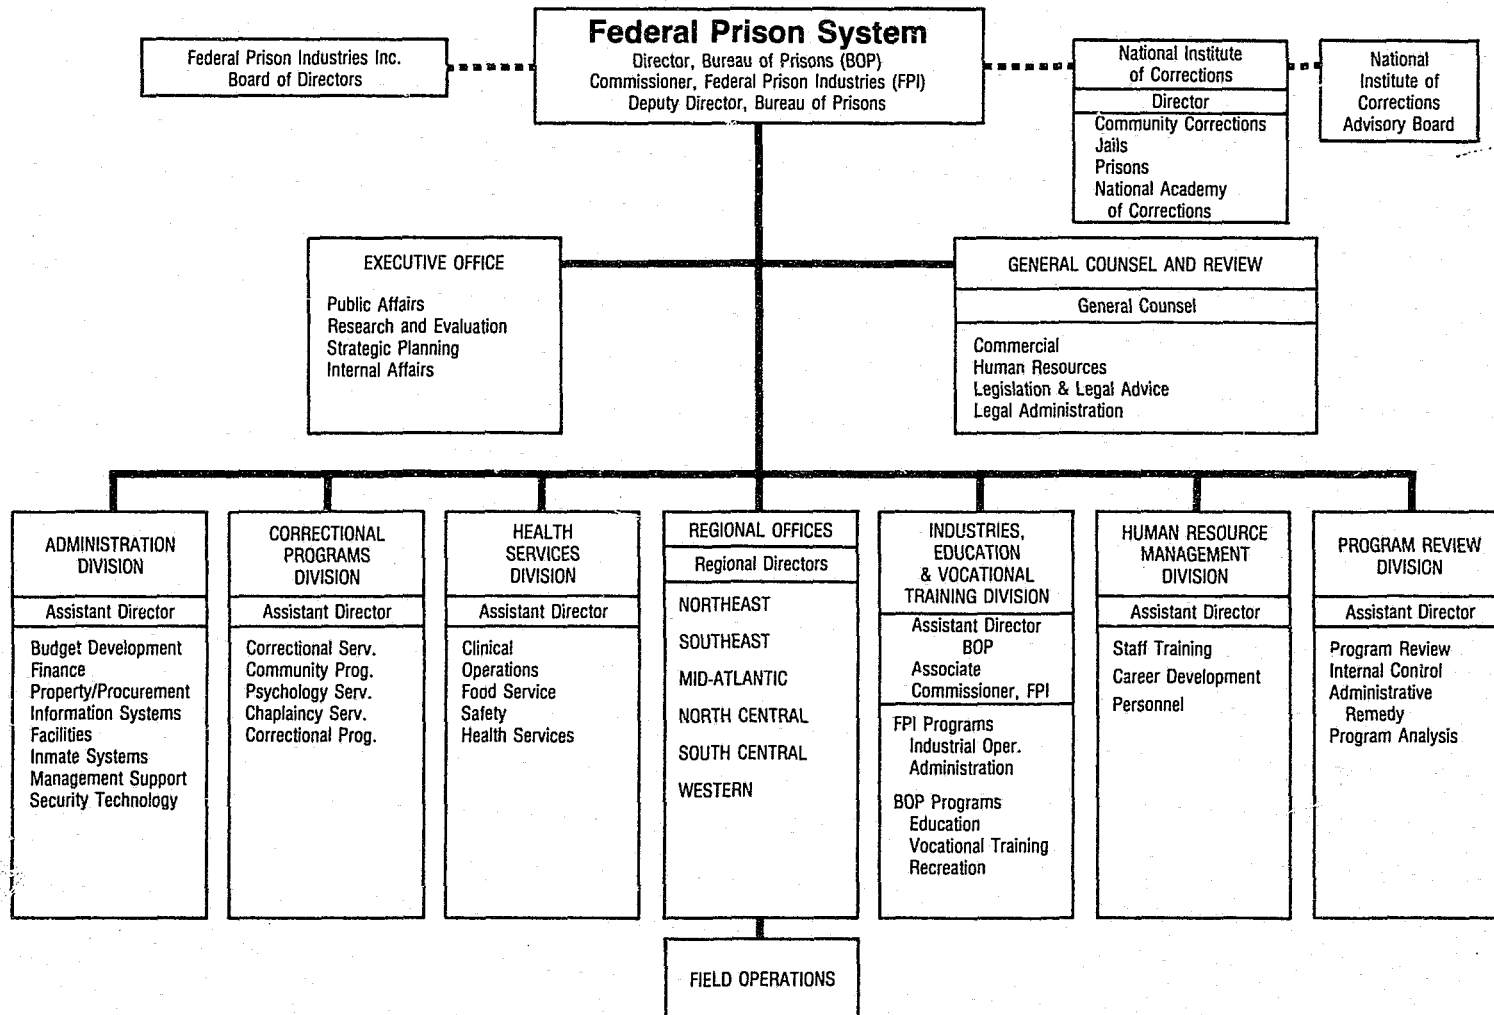 Federal Prison System
Director, Bureau of Prisons (BOP)
Commissioner, Federal Prison Industries (FPI)
Deputy Director, Bureau of Prisons
Federal Prison Industries Inc.
Board of Directors
National Institute
of Corrections
Director
Community Corrections
Jails
Prisons
National Academy
of Corrections
National
Institute of
Corrections
Advisory Board
EXECUTIVE OFFICE
Public Affairs
Research and Evaluation
Strategic Planning
Internal Affairs
GENERAL COUNSEL AND REVIEW
General Counsel
Commercial
Human Resources
Legislation & Legal Advice
Legal Administration
ADMINISTRATION
DIVISION
Assistant Director
Budget Development
Finance
Property/Procurement
Information Systems
Facilities
Inmate Systems
Management Support
Security Technology
CORRECTIONAL
PROGRAMS
DIVISION
Assistant Director
Correctional Serv.
Community Prog.
Psychology Serv.
Chaplaincy Serv.
Correctional Prog.
HEALTH
SERVICES
DIVISION
Assistant Director
Clinical
Operations
Food Service
Safety
Health Services
REGIONAL OFFICES
Regional Directors
NORTHEAST
SOUTHEAST
MID-ATLANTIC
NORTH CENTRAL
SOUTH CENTRAL
WESTERN
INDUSTRIES,
EDUCATION
& VOCATIONAL
TRAINING DIVISION
Assistant Director
BOP
Associate
Commissioner, FPI
FPI Programs
Industrial Oper.
Administration
BOP Programs
Education
Vocational Training
Recreation
HUMAN RESOURCE
MANAGEMENT
DIVISION
Assistant Director
Staff Training
Career Development
Personnel
PROGRAM REVIEW
DIVISION
Assistant Director
Program Review
Internal Control
Administrative
Remedy
Program Analysis
FIELD OPERATIONS